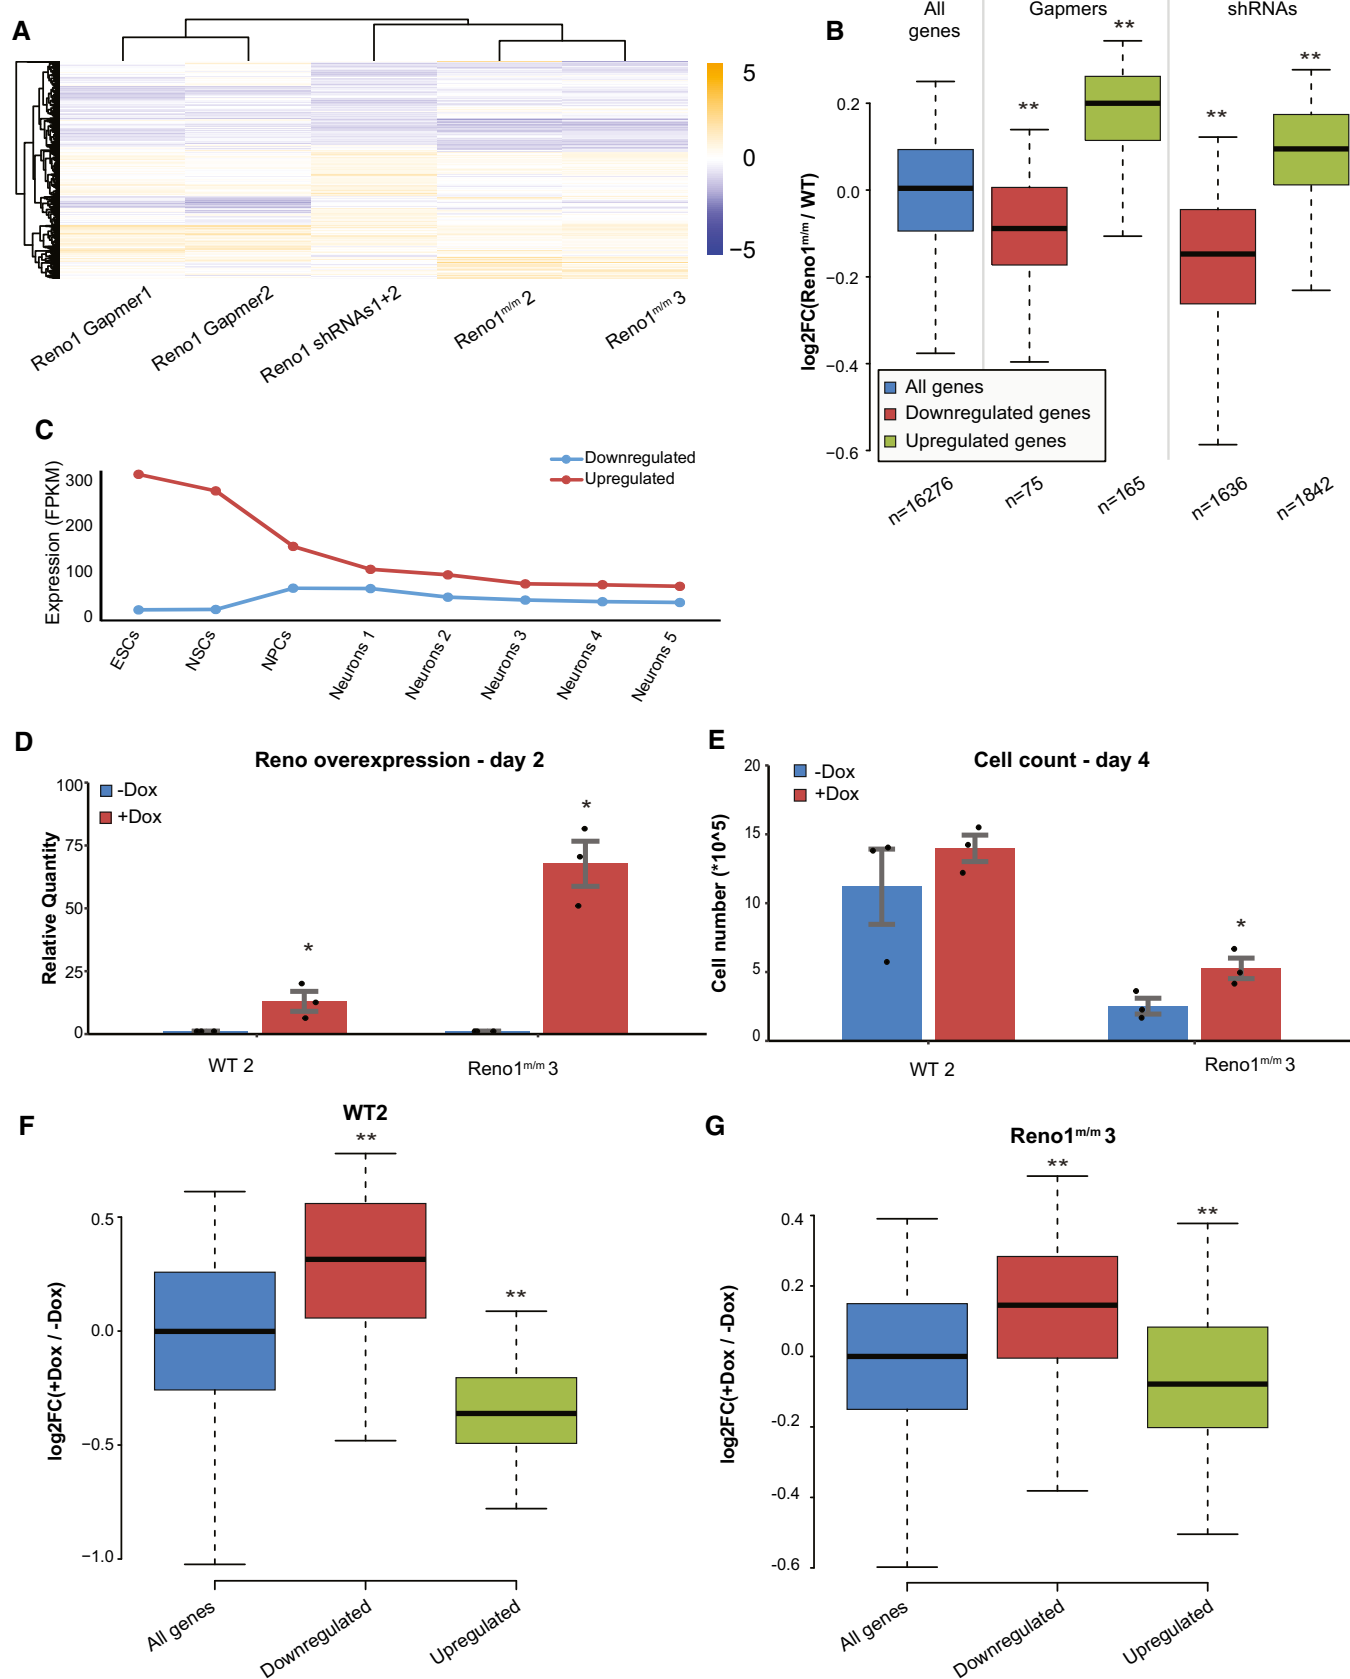 A
5
0
−5
Reno1 Gapmer1
Reno1 Gapmer2
Reno1 shRNAs1+2
Reno1m/m 2
Reno1m/m 3
B
All genes
Gapmers
shRNAs
**
**
**
**
log2FC(Reno1m/m / WT)
0.2
0.0
−0.2
−0.4
−0.6
All genes
Downregulated genes
Upregulated genes
n=16276
n=75
n=165
n=1636
n=1842
C
Expression (FPKM)
300
200
100
0
Downregulated
Upregulated
ESCs
NSCs
NPCs
Neurons 1
Neurons 2
Neurons 3
Neurons 4
Neurons 5
D
Reno overexpression - day 2
-Dox
+Dox
Relative Quantity
100
75
50
25
0
*
*
WT 2
Reno1m/m 3
E
Cell count - day 4
-Dox
+Dox
Cell number (*10^5)
20
15
10
5
0
*
WT 2
Reno1m/m 3
F
WT2
**
**
log2FC(+Dox / -Dox)
0.5
0.0
−0.5
−1.0
All genes
Downregulated
Upregulated
G
Reno1m/m 3
**
**
log2FC(+Dox / -Dox)
0.4
0.2
0.0
-0.2
-0.4
-0.6
All genes
Downregulated
Upregulated